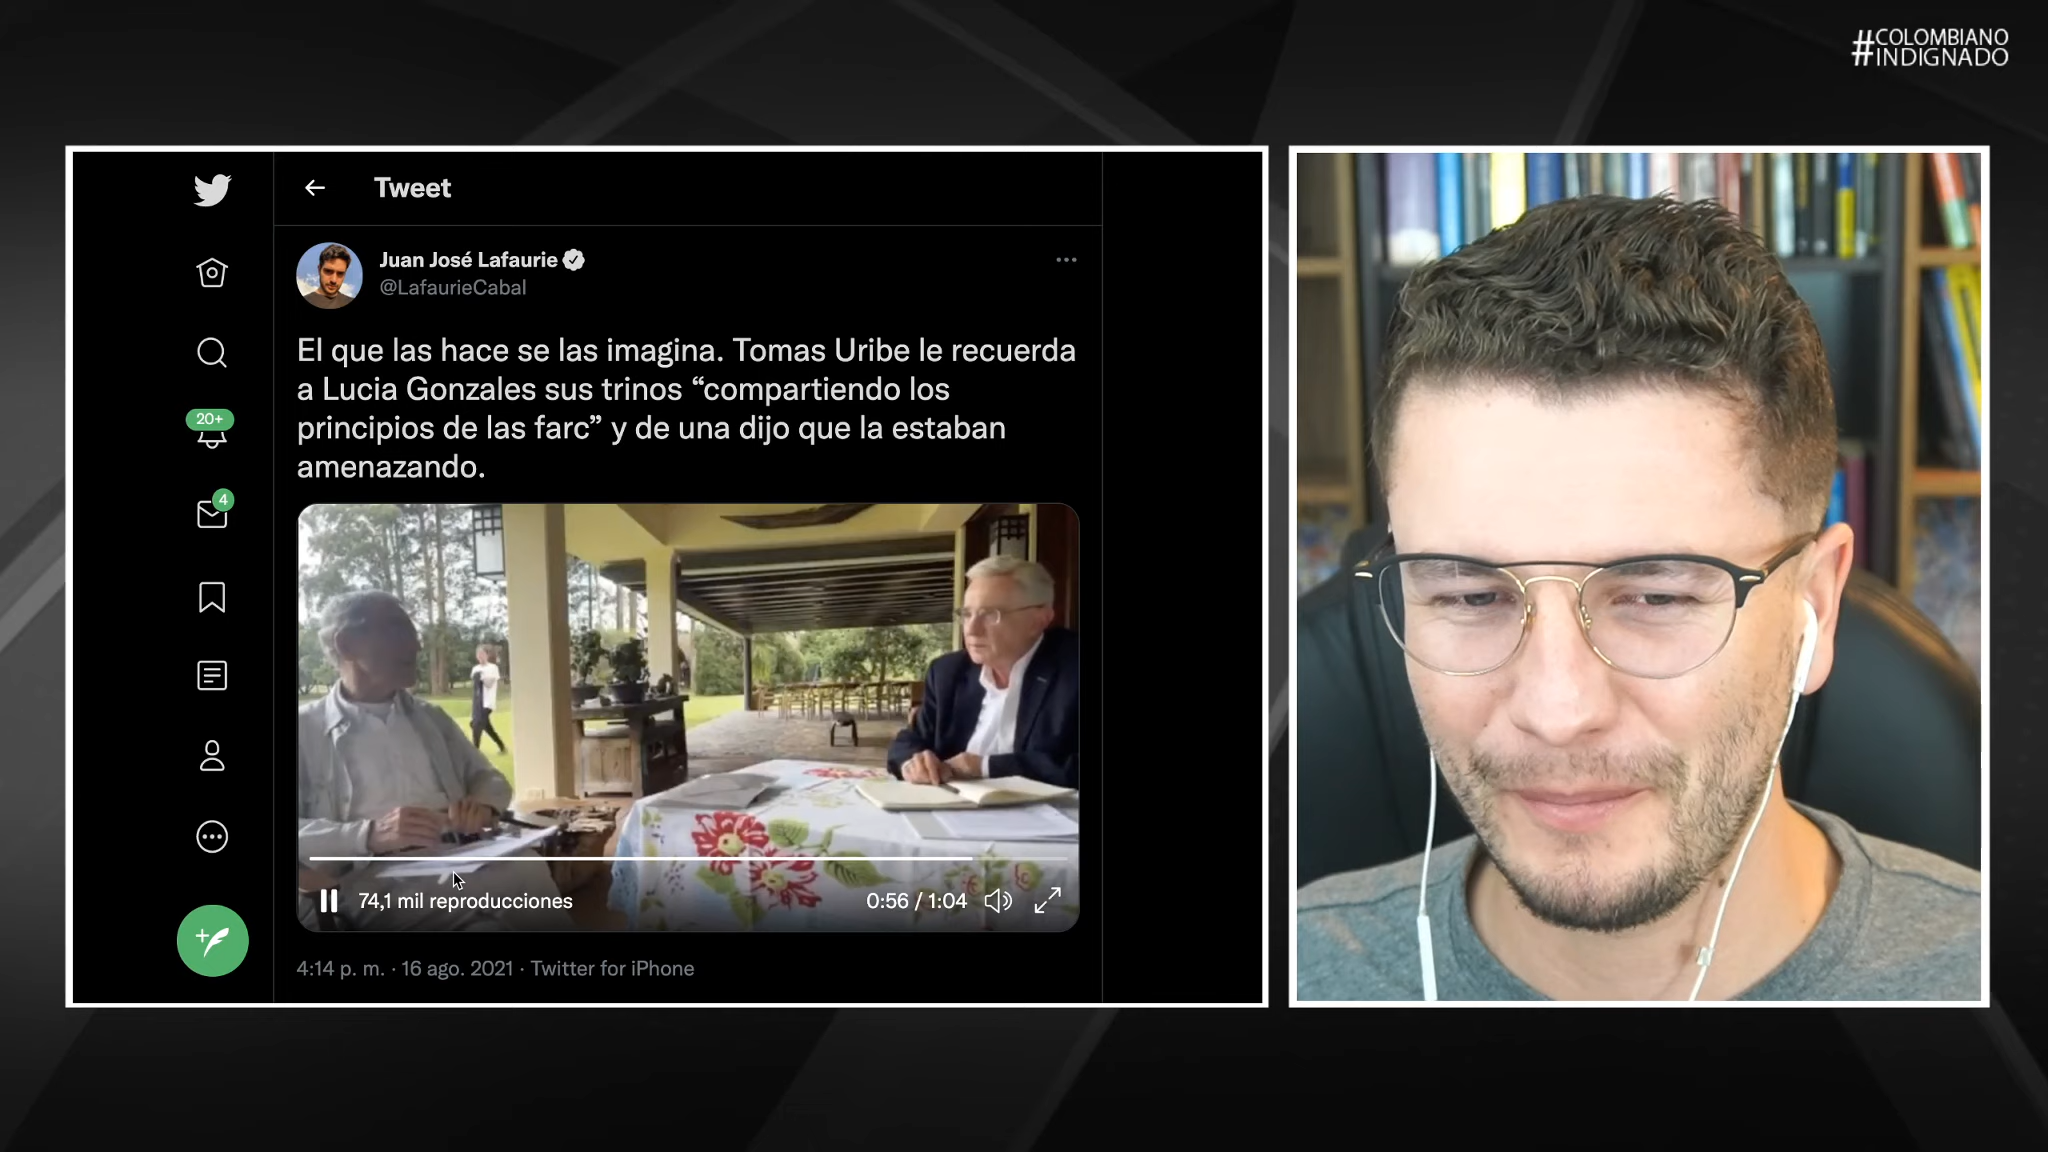 #COLOMBIANO
INDIGNADO
Tweet
Juan José Lafaurie
@LafaurieCabal
El que las hace se las imagina. Tomas Uribe le recuerda
a Lucia Gonzales sus trinos “compartiendo los
principios de las farc” y de una dijo que la estaban
amenazando.
20+
4
74,1 mil reproducciones
0:56 / 1:04
4:14 p. m. · 16 ago. 2021 · Twitter for iPhone